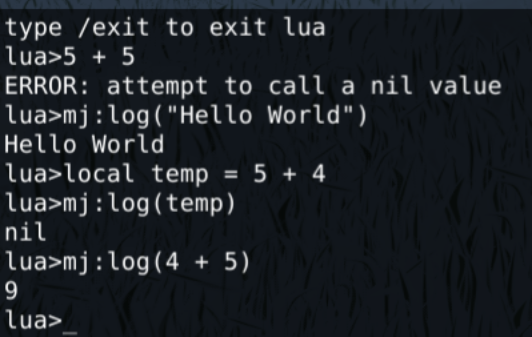 type /exit to exit lua
lua>5 + 5
ERROR: attempt to call a nil value
lua>mj:log("Hello World")
Hello World
lua>local temp = 5 + 4
lua>mj:log(temp)
nil
lua>mj:log(4 + 5)
9
lua>_